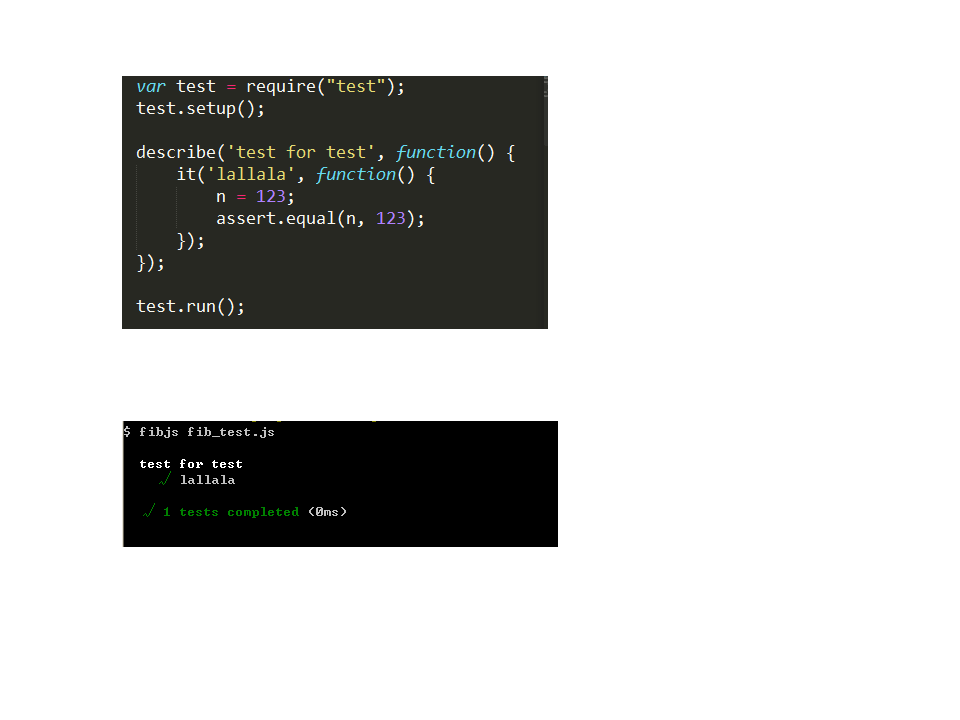 var test = require("test");
test.setup();
describe('test for test', function() {
it('lallala', function() {
n = 123;
assert.equal(n, 123);
});
});
test.run();
$ fibjs fib_test.js
test for test
√ lallala
√ 1 tests completed (0ms)